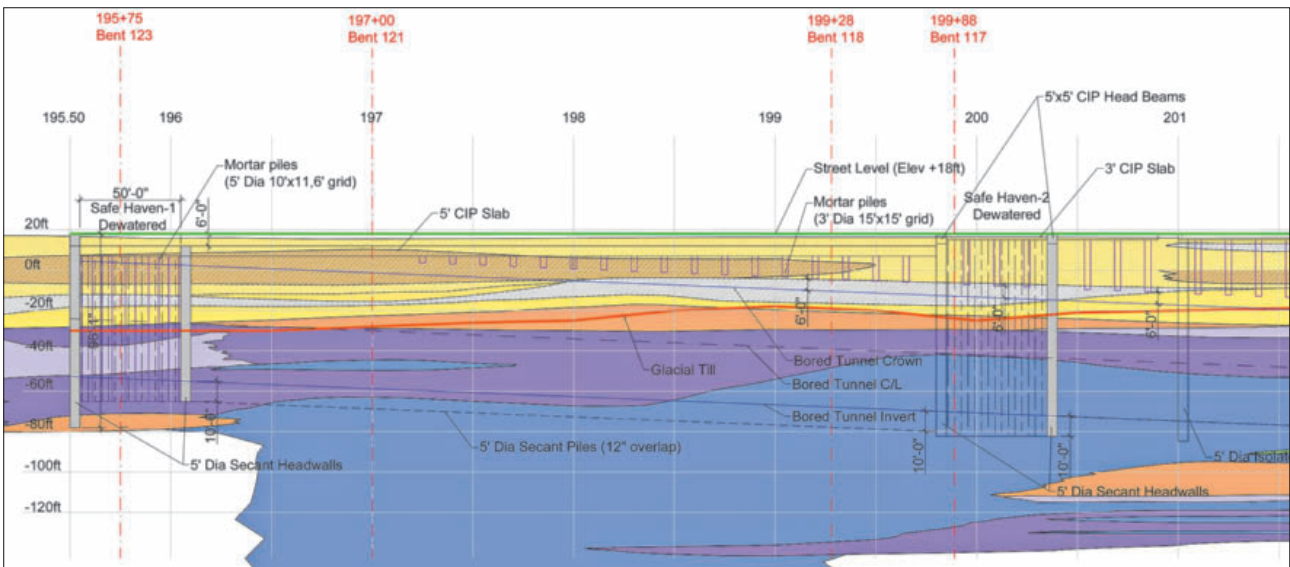 195+75
Bent 123
197+00
Bent 121
199+28
Bent 118
199+88
Bent 117
195.50
196
197
198
199
200
201
5'x5' CIP Head Beams
Mortar piles
(5' Dia 10'x11,6' grid)
50'-0"
Safe Haven-1
Dewatered
6'-0"
5' CIP Slab
Street Level (Elev +18ft)
Mortar piles
(3' Dia 15'x15' grid)
Safe Haven-2
Dewatered
3' CIP Slab
20ft
0ft
-20ft
-40ft
-60ft
-80ft
-100ft
-120ft
6'-0"
5'-0"
Glacial Till
Bored Tunnel Crown
Bored Tunnel C/L
Bored Tunnel Invert
10'-0"
5' Dia Secant Piles (12" overlap)
5' Dia Secant Headwalls
10'-0"
10'-0"
5' Dia Secant Headwalls
5' Dia Isolat